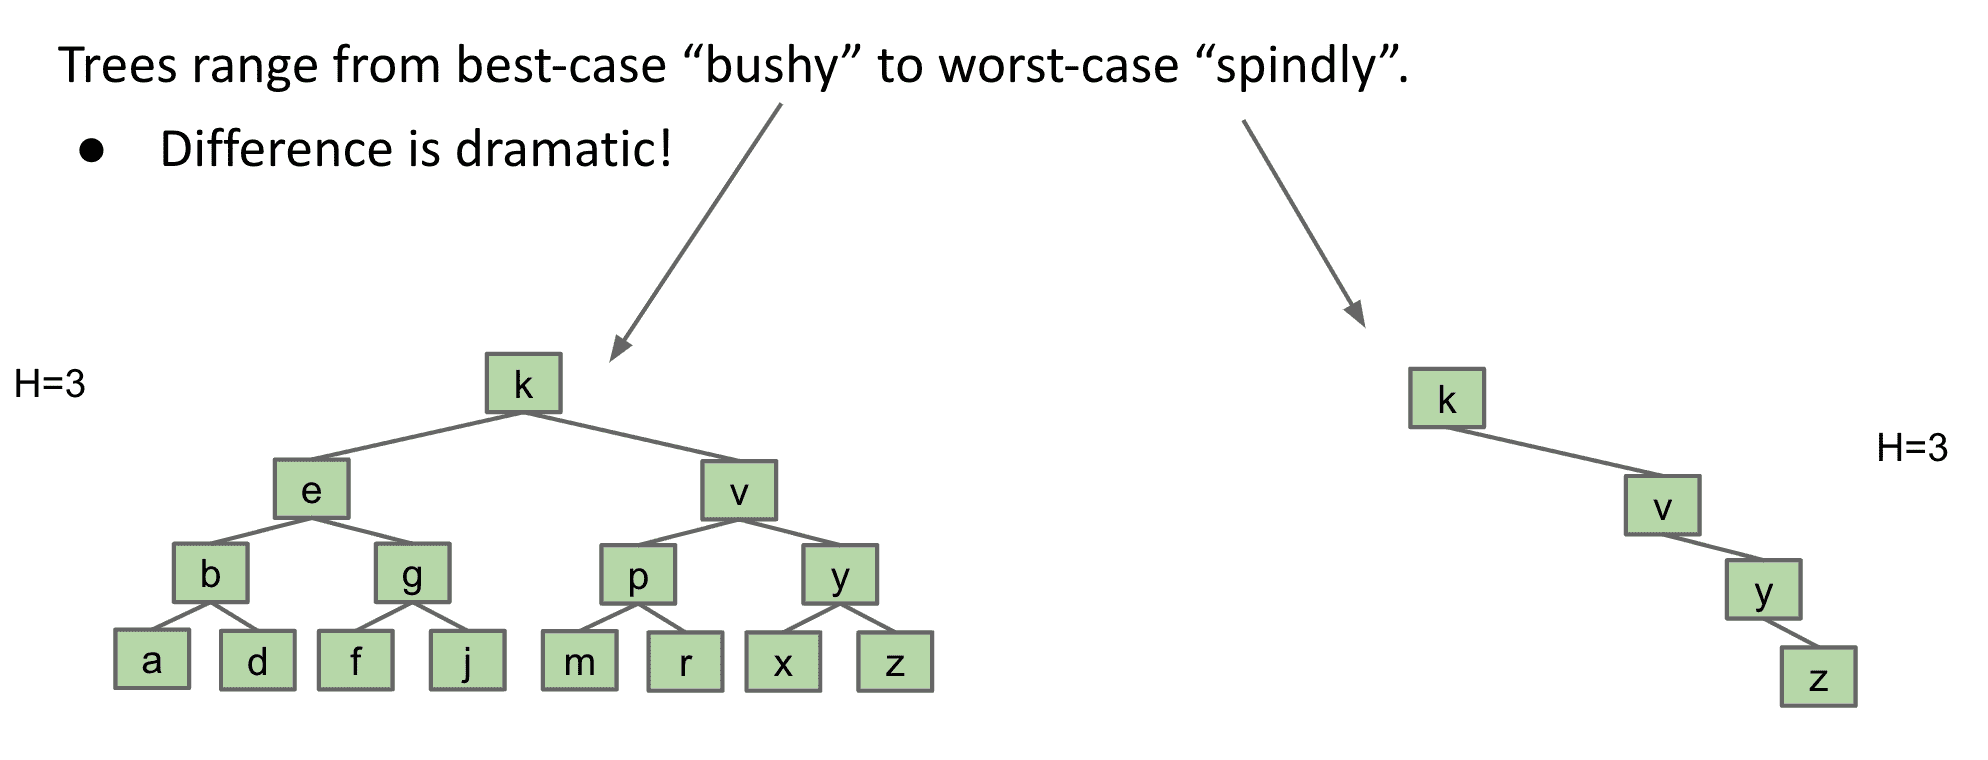 Trees range from best-case “bushy” to worst-case “spindly”.
● Difference is dramatic!
H=3
k
e v
b g p y
a d f j m r x z
k
H=3
v
y
z